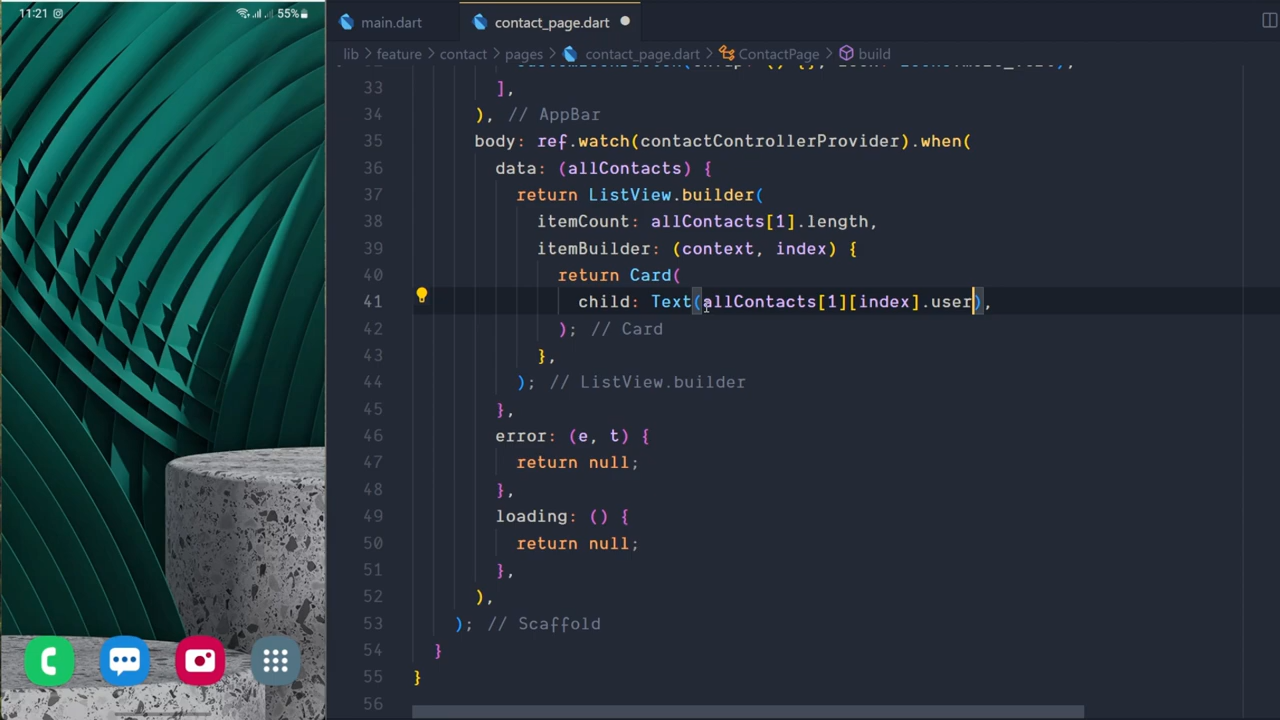 11:21
55%
main.dart
contact_page.dart
lib > feature > contact > pages > contact_page.dart > ContactPage > build
33 ],
34 ), // AppBar
35 body: ref.watch(contactControllerProvider).when(
36 data: (allContacts) {
37 return ListView.builder(
38 itemCount: allContacts[1].length,
39 itemBuilder: (context, index) {
40 return Card(
41 child: Text(allContacts[1][index].user),
42 ); // Card
43 },
44 ); // ListView.builder
45 },
46 error: (e, t) {
47 return null;
48 },
49 loading: () {
50 return null;
51 },
52 ),
53 ); // Scaffold
54 }
55 }
56